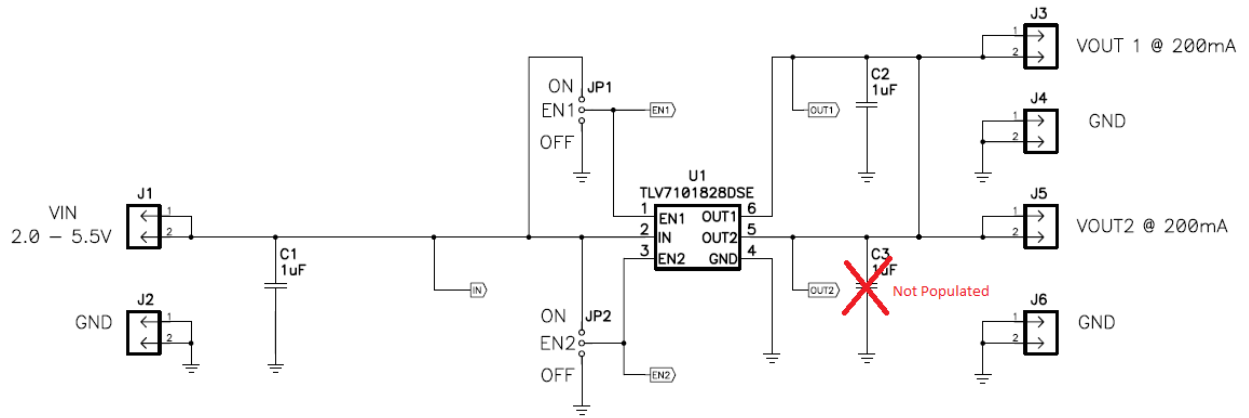 J3
1
2
VOUT 1 @ 200mA
ON
JP1
EN1
OFF
EN1
C2
1uF
OUT1
J4
1
2
GND
U1
TLV7101828DSE
J1
VIN
2.0 - 5.5V
1
2
1
EN1
OUT1
6
2
IN
OUT2
5
3
EN2
GND
4
J5
1
2
VOUT2 @ 200mA
C1
1uF
IN
C3
1uF
OUT2
Not Populated
J2
GND
1
2
ON
JP2
EN2
OFF
EN2
J6
1
2
GND